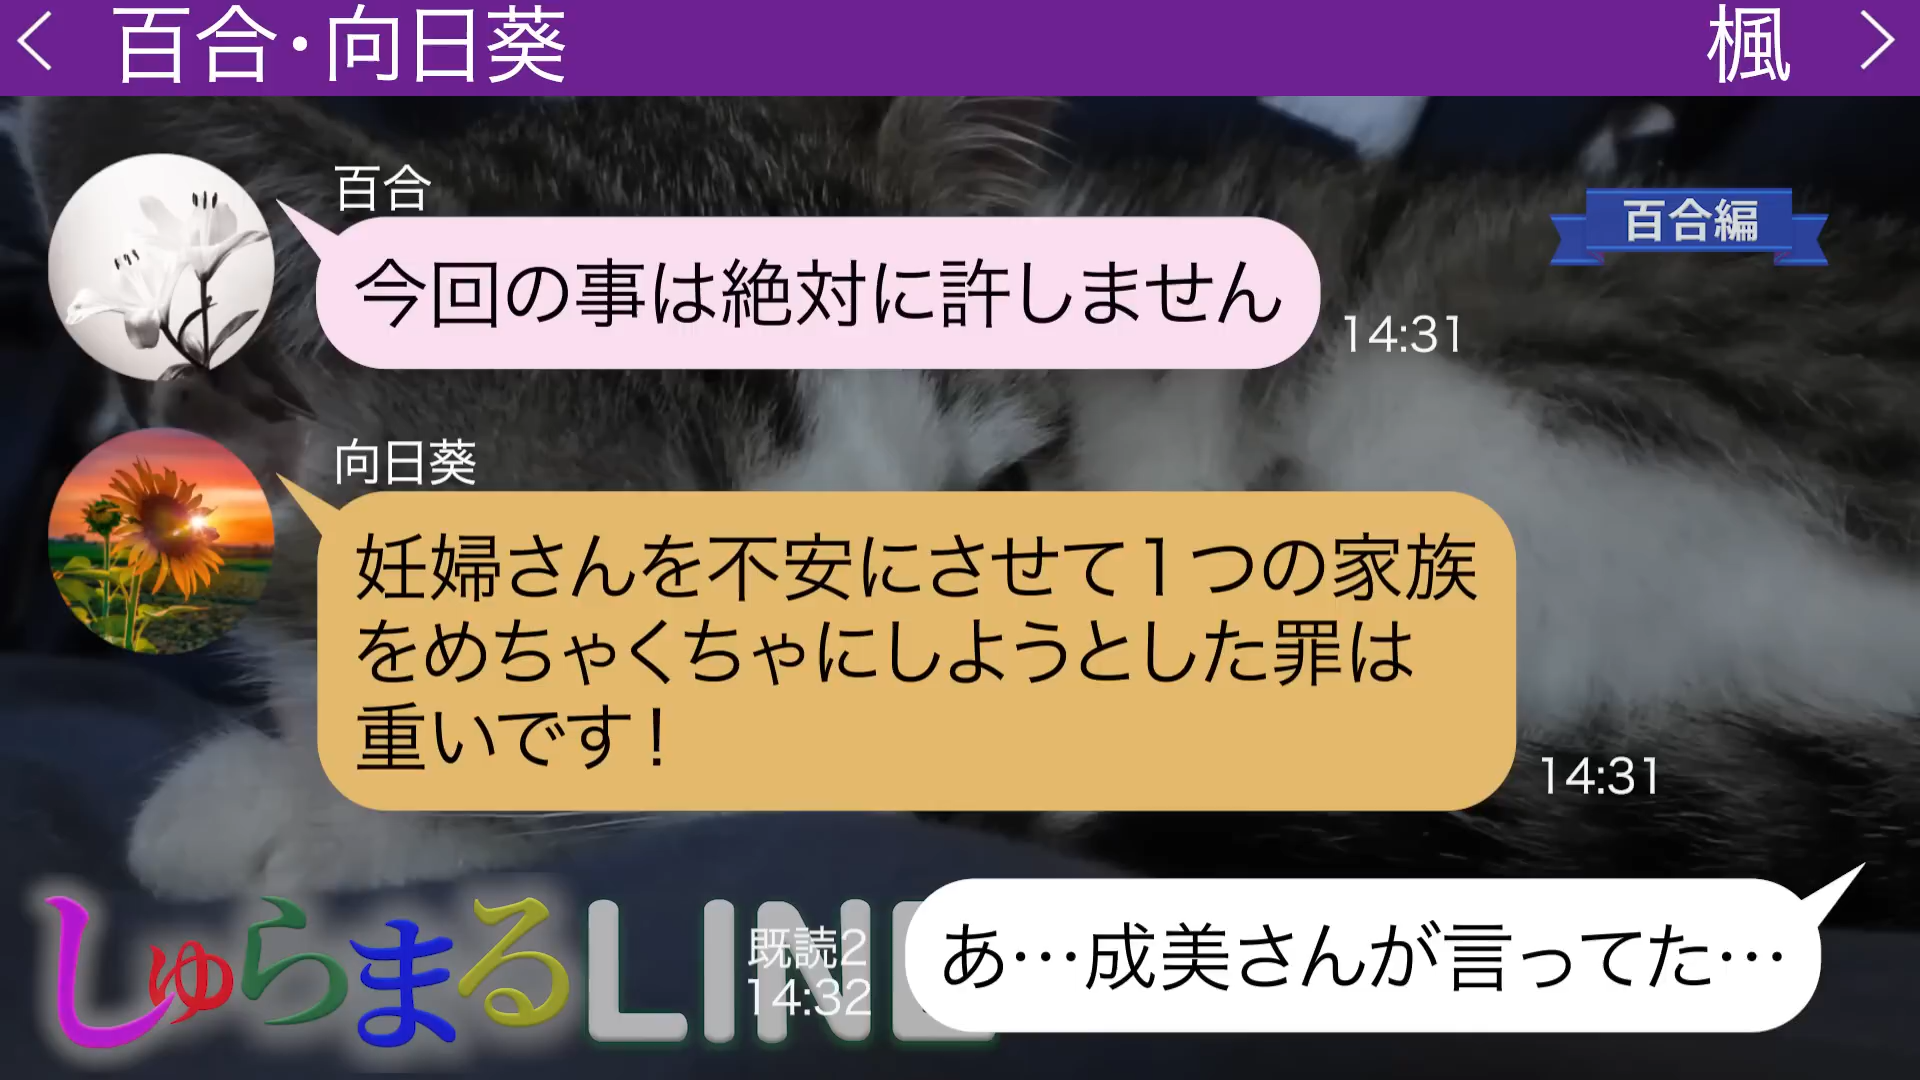 百合・向日葵
楓
百合
今回の事は絶対に許しません
14:31
百合編
向日葵
妊婦さんを不安にさせて1つの家族
をめちゃくちゃにしようとした罪は
重いです!
14:31
しゅらまるLINE
既読2
14:32
あ…成美さんが言ってた…